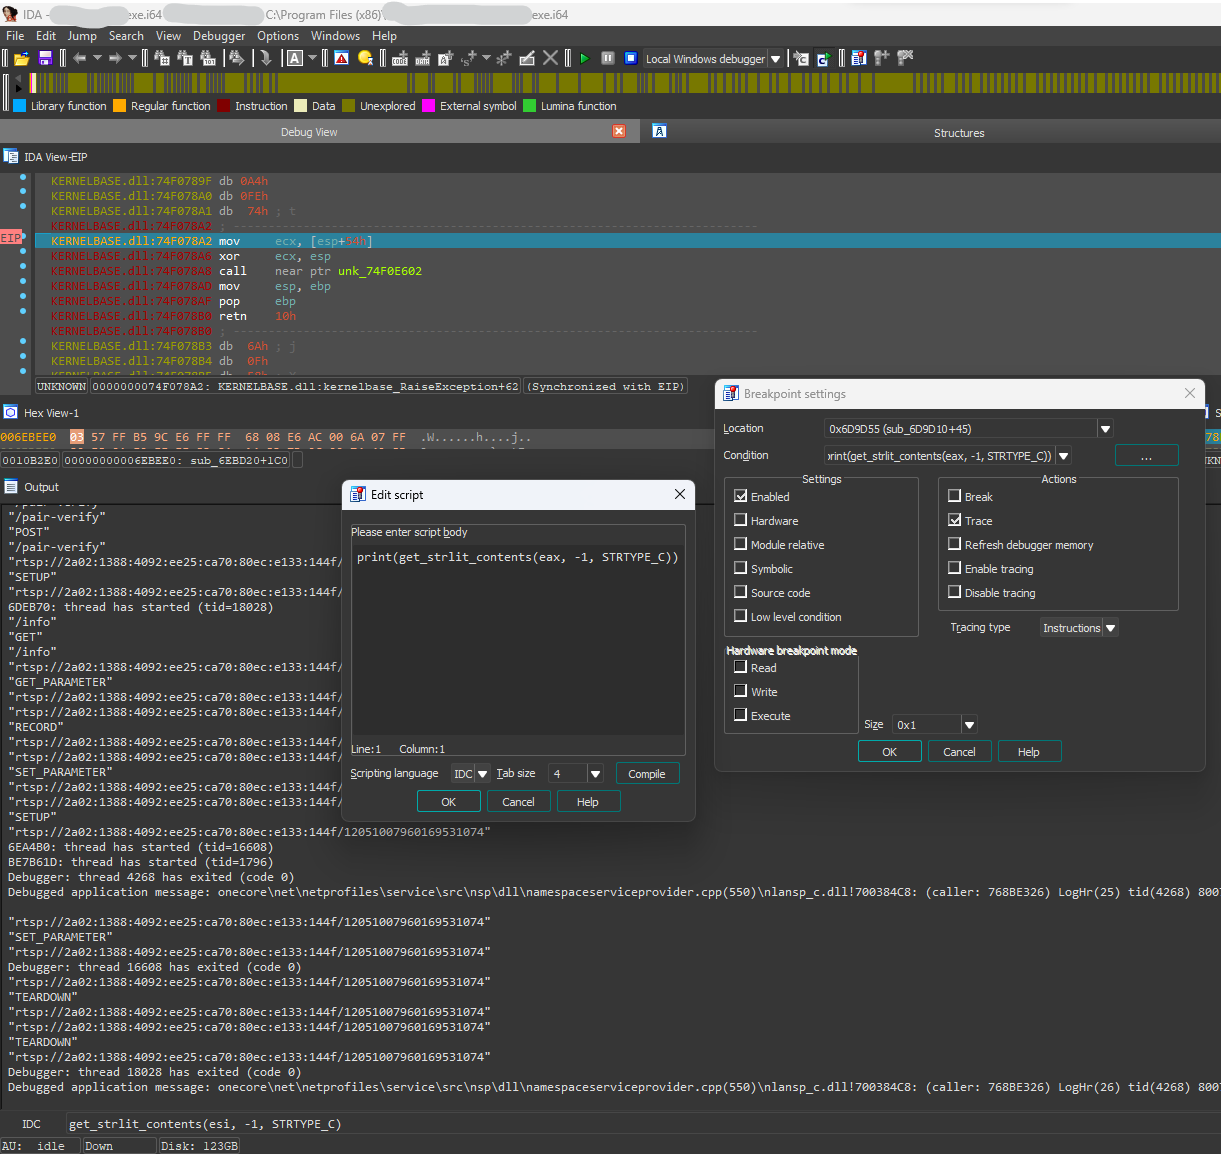 IDA - exe.i64 C:\Program Files (x86)\ exe.i64
File Edit Jump Search View Debugger Options Windows Help
Local Windows debugger
Library function Regular function Instruction Data Unexplored External symbol Lumina function
Debug View Structures
IDA View-EIP
KERNELBASE.dll:74F0789F db 0A4h
KERNELBASE.dll:74F078A0 db 0FEh
KERNELBASE.dll:74F078A1 db 74h ; t
KERNELBASE.dll:74F078A2 ; ---------------------------------------------------------------------------
EIP KERNELBASE.dll:74F078A2 mov ecx, [esp+54h]
KERNELBASE.dll:74F078A6 xor ecx, esp
KERNELBASE.dll:74F078A8 call near ptr unk_74F0E602
KERNELBASE.dll:74F078AD mov esp, ebp
KERNELBASE.dll:74F078AF pop ebp
KERNELBASE.dll:74F078B0 retn 10h
KERNELBASE.dll:74F078B0 ; ---------------------------------------------------------------------------
KERNELBASE.dll:74F078B3 db 6Ah ; j
KERNELBASE.dll:74F078B4 db 0Fh
UNKNOWN 0000000074F078A2: KERNELBASE.dll:kernelbase_RaiseException+62 (Synchronized with EIP)
Hex View-1
006EBEE0 03 57 FF B5 9C E6 FF FF 68 08 E6 AC 00 6A 07 FF .W......h....j..
0010B2E0 00000000006EBEE0: sub_6EBD20+1C0
Output
"/pair-verify"
"/pair-verify"
"POST"
"/pair-verify"
"rtsp://2a02:1388:4092:ee25:ca70:80ec:e133:144f/
"SETUP"
"rtsp://2a02:1388:4092:ee25:ca70:80ec:e133:144f/
6DEB70: thread has started (tid=18028)
"/info"
"GET"
"/info"
"rtsp://2a02:1388:4092:ee25:ca70:80ec:e133:144f/
"GET_PARAMETER"
"rtsp://2a02:1388:4092:ee25:ca70:80ec:e133:144f/
"rtsp://2a02:1388:4092:ee25:ca70:80ec:e133:144f/
"RECORD"
"rtsp://2a02:1388:4092:ee25:ca70:80ec:e133:144f/
"rtsp://2a02:1388:4092:ee25:ca70:80ec:e133:144f/
"SET_PARAMETER"
"rtsp://2a02:1388:4092:ee25:ca70:80ec:e133:144f/
"rtsp://2a02:1388:4092:ee25:ca70:80ec:e133:144f/
"SETUP"
"rtsp://2a02:1388:4092:ee25:ca70:80ec:e133:144f/12051007960169531074"
6EA4B0: thread has started (tid=16608)
BE7B61D: thread has started (tid=1796)
Debugger: thread 4268 has exited (code 0)
Debugged application message: onecore\net\netprofiles\service\src\nsp\dll\namespaceserviceprovider.cpp(550)\nlansp_c.dll!700384C8: (caller: 768BE326) LogHr(25) tid(4268) 8007
"rtsp://2a02:1388:4092:ee25:ca70:80ec:e133:144f/12051007960169531074"
"SET_PARAMETER"
"rtsp://2a02:1388:4092:ee25:ca70:80ec:e133:144f/12051007960169531074"
Debugger: thread 16608 has exited (code 0)
"rtsp://2a02:1388:4092:ee25:ca70:80ec:e133:144f/12051007960169531074"
"TEARDOWN"
"rtsp://2a02:1388:4092:ee25:ca70:80ec:e133:144f/12051007960169531074"
"rtsp://2a02:1388:4092:ee25:ca70:80ec:e133:144f/12051007960169531074"
"TEARDOWN"
"rtsp://2a02:1388:4092:ee25:ca70:80ec:e133:144f/12051007960169531074"
Debugger: thread 18028 has exited (code 0)
Debugged application message: onecore\net\netprofiles\service\src\nsp\dll\namespaceserviceprovider.cpp(550)\nlansp_c.dll!700384C8: (caller: 768BE326) LogHr(26) tid(4268) 8007
IDC get_strlit_contents(esi, -1, STRTYPE_C)
AU: idle Down Disk: 123GB
Edit script
Please enter script body
print(get_strlit_contents(eax, -1, STRTYPE_C))
Line:1 Column:1
Scripting language IDC Tab size 4 Compile
OK Cancel Help
Breakpoint settings
Location 0x6D9D55 (sub_6D9D10+45)
Condition print(get_strlit_contents(eax, -1, STRTYPE_C)) ...
Settings
Enabled
Hardware
Module relative
Symbolic
Source code
Low level condition
Actions
Break
Trace
Refresh debugger memory
Enable tracing
Disable tracing
Tracing type Instructions
Hardware breakpoint mode
Read
Write
Execute
Size 0x1
OK Cancel Help